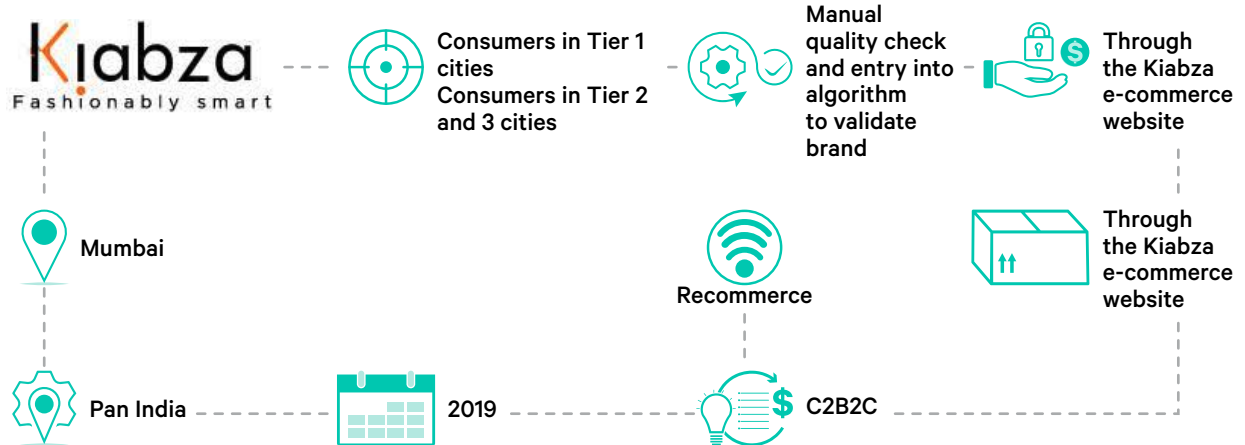 Kiabza
Fashionably smart
Consumers in Tier 1
cities
Consumers in Tier 2
and 3 cities
Manual
quality check
and entry into
algorithm
to validate
brand
$
Through
the Kiabza
e-commerce
website
Mumbai
Recommerce
Through
the Kiabza
e-commerce
website
Pan India
2019
$
C2B2C